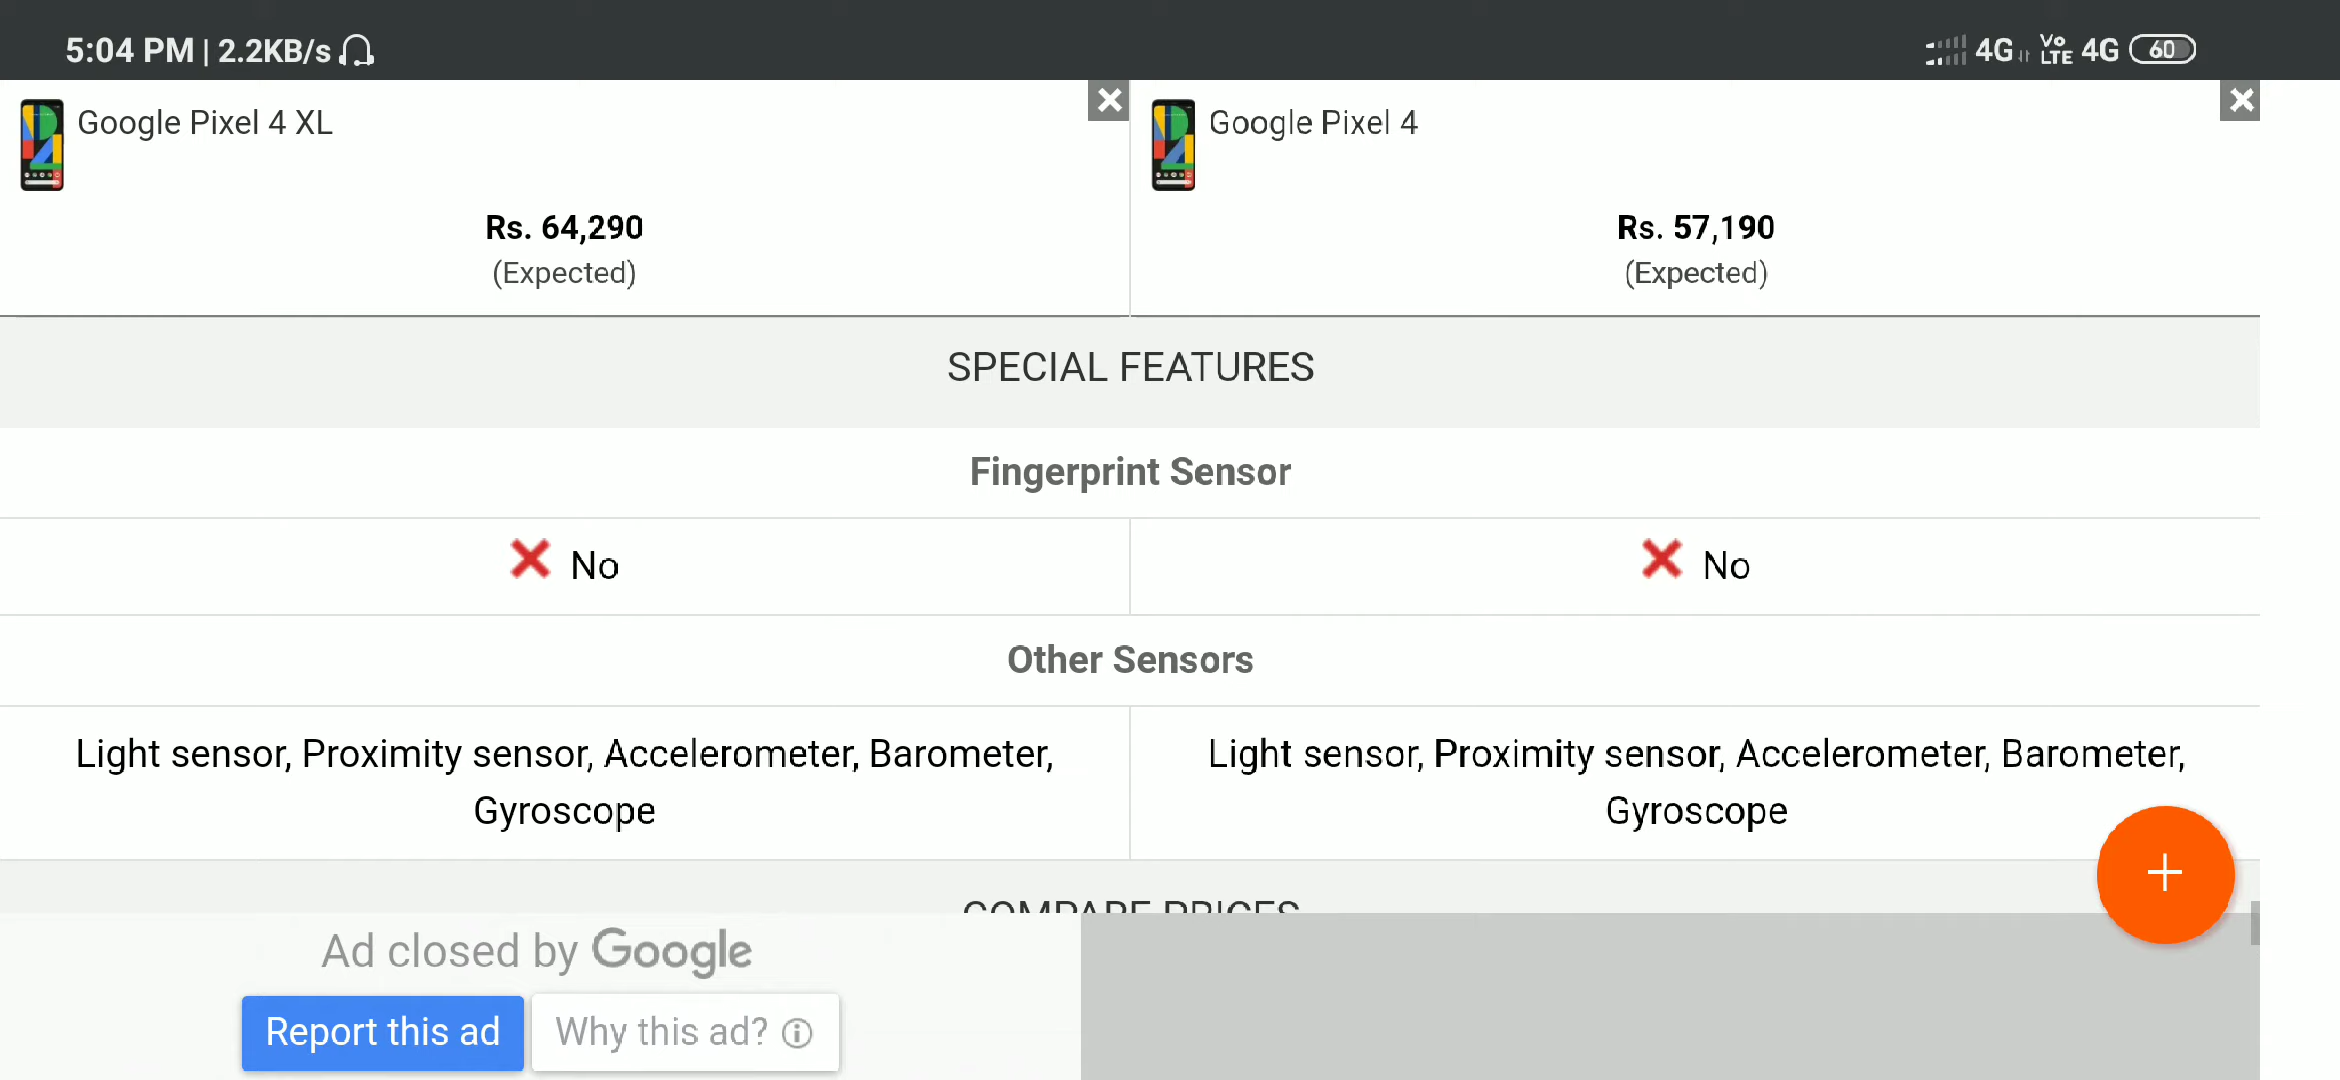 5:04 PM | 2.2KB/s
4G Vo LTE 4G 60
Google Pixel 4 XL
Google Pixel 4
Rs. 64,290
Rs. 57,190
(Expected)
(Expected)
SPECIAL FEATURES
Fingerprint Sensor
No
No
Other Sensors
Light sensor, Proximity sensor, Accelerometer, Barometer,
Gyroscope
Light sensor, Proximity sensor, Accelerometer, Barometer,
Gyroscope
COMPARE PRICES
Ad closed by Google
Report this ad
Why this ad?